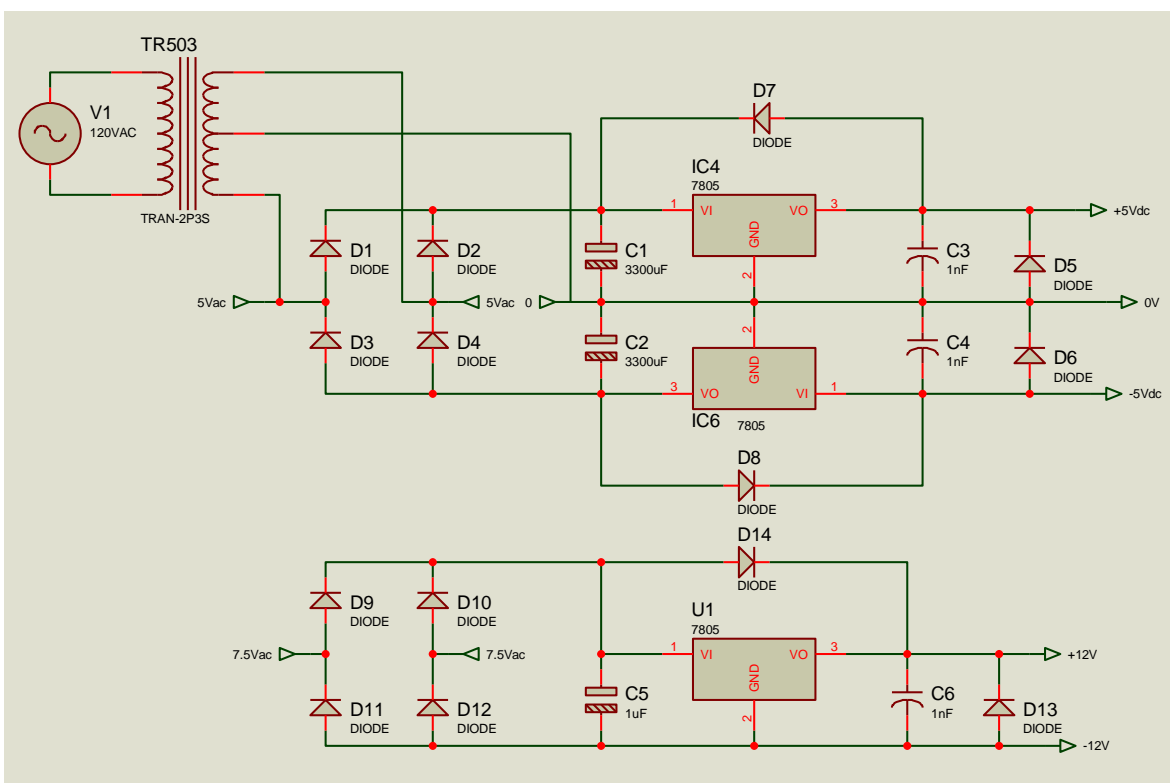 TR503
V1
120VAC
TRAN-2P3S
D7
DIODE
IC4
7805
1
VI
VO
3
GND
2
+5Vdc
D1
DIODE
D2
DIODE
C1
3300uF
C3
1nF
D5
DIODE
5Vac
5Vac
0
0V
D3
DIODE
D4
DIODE
C2
3300uF
2
GND
C4
1nF
D6
DIODE
3
VO
VI
1
-5Vdc
IC6
7805
D8
DIODE
D14
DIODE
D9
DIODE
D10
DIODE
U1
7805
7.5Vac
7.5Vac
1
VI
VO
3
GND
2
+12V
D11
DIODE
D12
DIODE
C5
1uF
C6
1nF
D13
DIODE
-12V